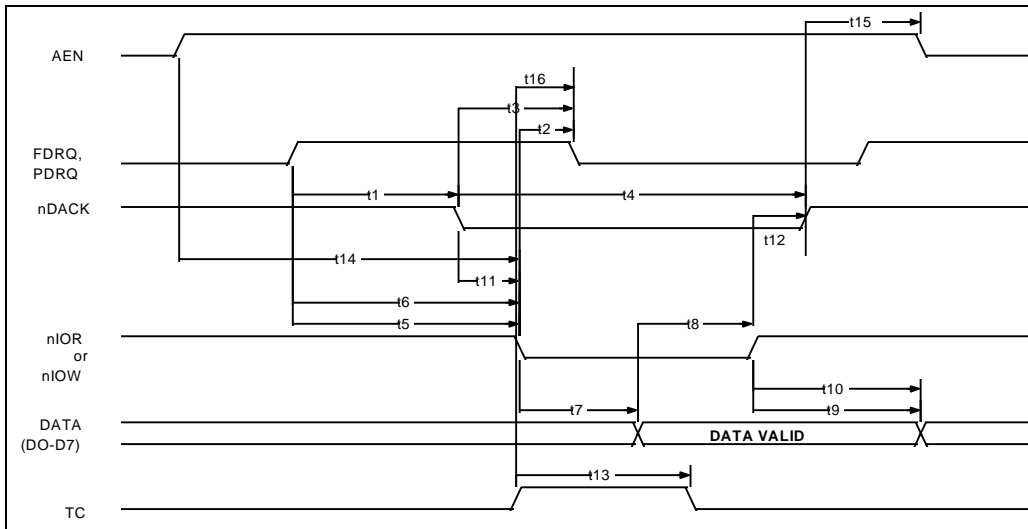 t15
AEN
t16
t3
t2
FDRQ,
PDRQ
t1
t4
nDACK
t12
t14
t11
t6
t5
t8
nIOR
or
nIOW
t10
t7
t9
DATA
(DO-D7)
DATA VALID
t13
TC